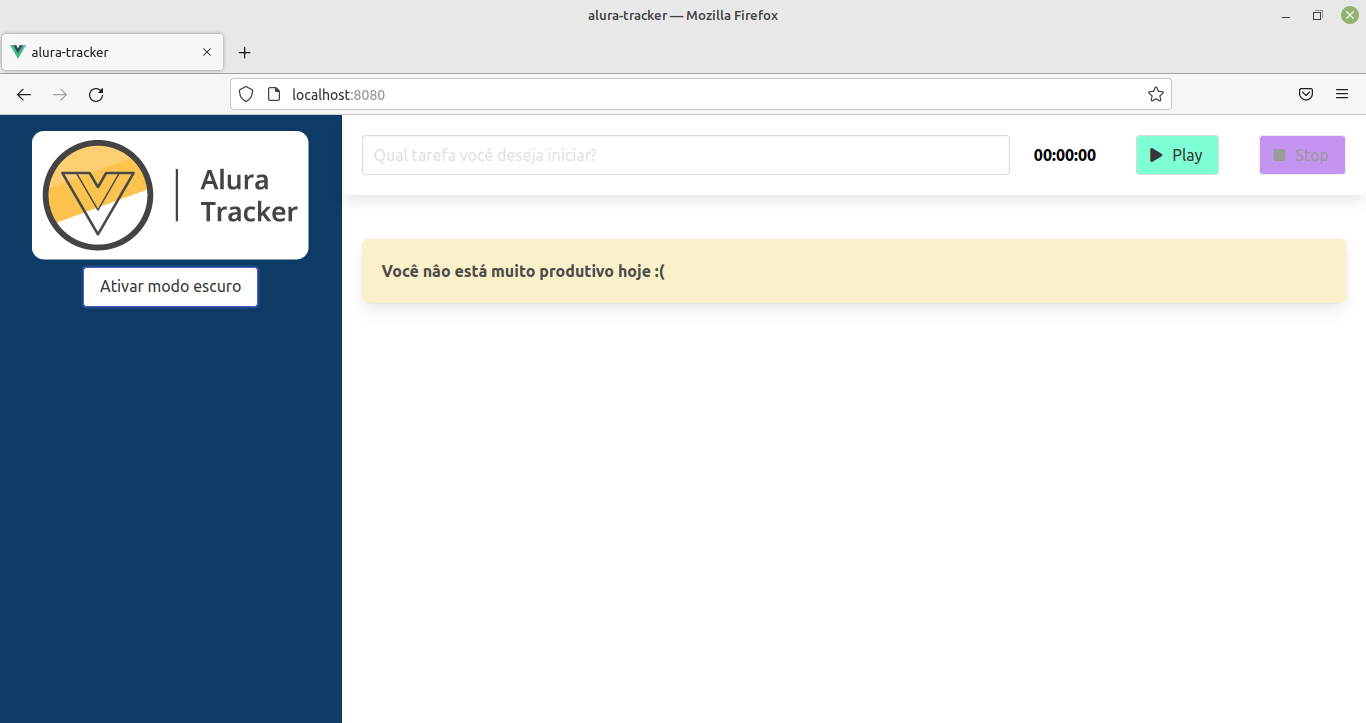 alura-tracker — Mozilla Firefox
alura-tracker
localhost:8080
Alura
Tracker
Ativar modo escuro
Qual tarefa você deseja iniciar?
00:00:00
Play
Stop
Você nâo está muito produtivo hoje :(